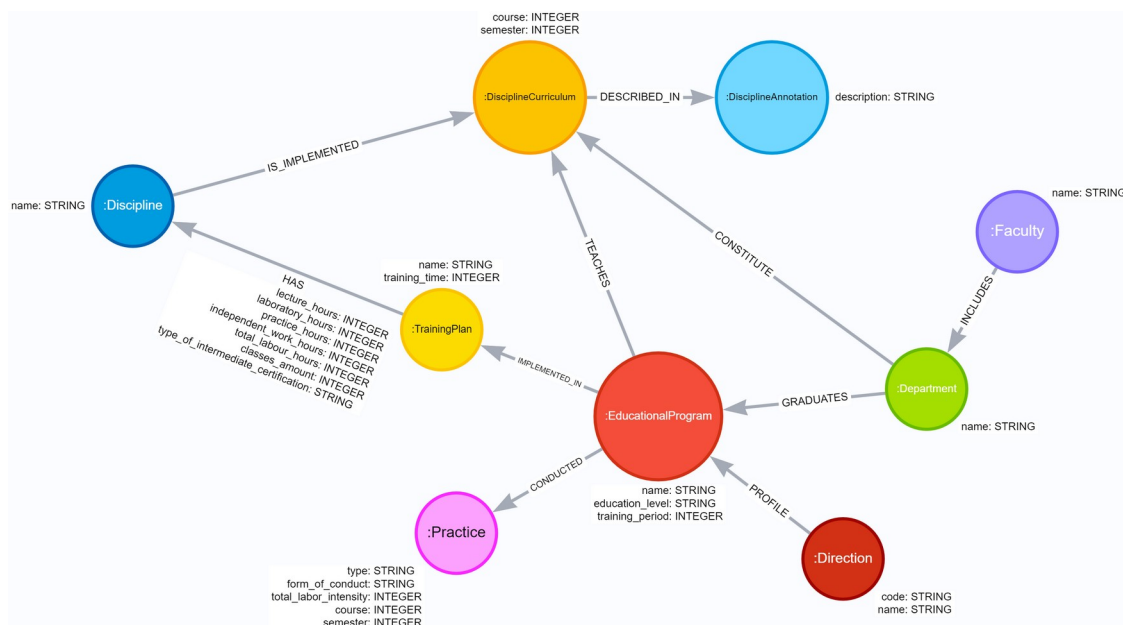 course: INTEGER
semester: INTEGER
:DisciplineCurriculum
DESCRIBED_IN
:DisciplineAnnotation
description: STRING
IS_IMPLEMENTED
name: STRING
:Discipline
name: STRING
:Faculty
CONSTITUTE
TEACHES
INCLUDES
name: STRING
training_time: INTEGER
:TrainingPlan
HAS
lecture_hours: INTEGER
laboratory_hours: INTEGER
practice_hours: INTEGER
independent_work_hours: INTEGER
total_labour_hours: INTEGER
classes_amount: INTEGER
type_of_intermediate_certification: STRING
IMPLEMENTED_IN
:EducationalProgram
GRADUATES
:Department
name: STRING
CONDUCTED
name: STRING
education_level: STRING
training_period: INTEGER
PROFILE
:Practice
type: STRING
form_of_conduct: STRING
total_labor_intensity: INTEGER
course: INTEGER
semester: INTEGER
:Direction
code: STRING
name: STRING